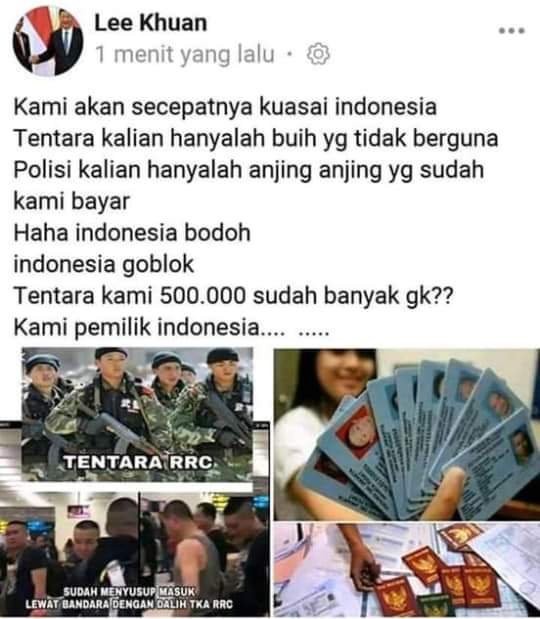 Lee Khuan
1 menit yang lalu
Kami akan secepatnya kuasai indonesia
Tentara kalian hanyalah buih yg tidak berguna
Polisi kalian hanyalah anjing anjing yg sudah
kami bayar
Haha indonesia bodoh
indonesia goblok
Tentara kami 500.000 sudah banyak gk??
Kami pemilik indonesia.... .....
TENTARA RRC
SUDAH MENYUSUP MASUK
LEWAT BANDARA DENGAN DALIH TKA RRC